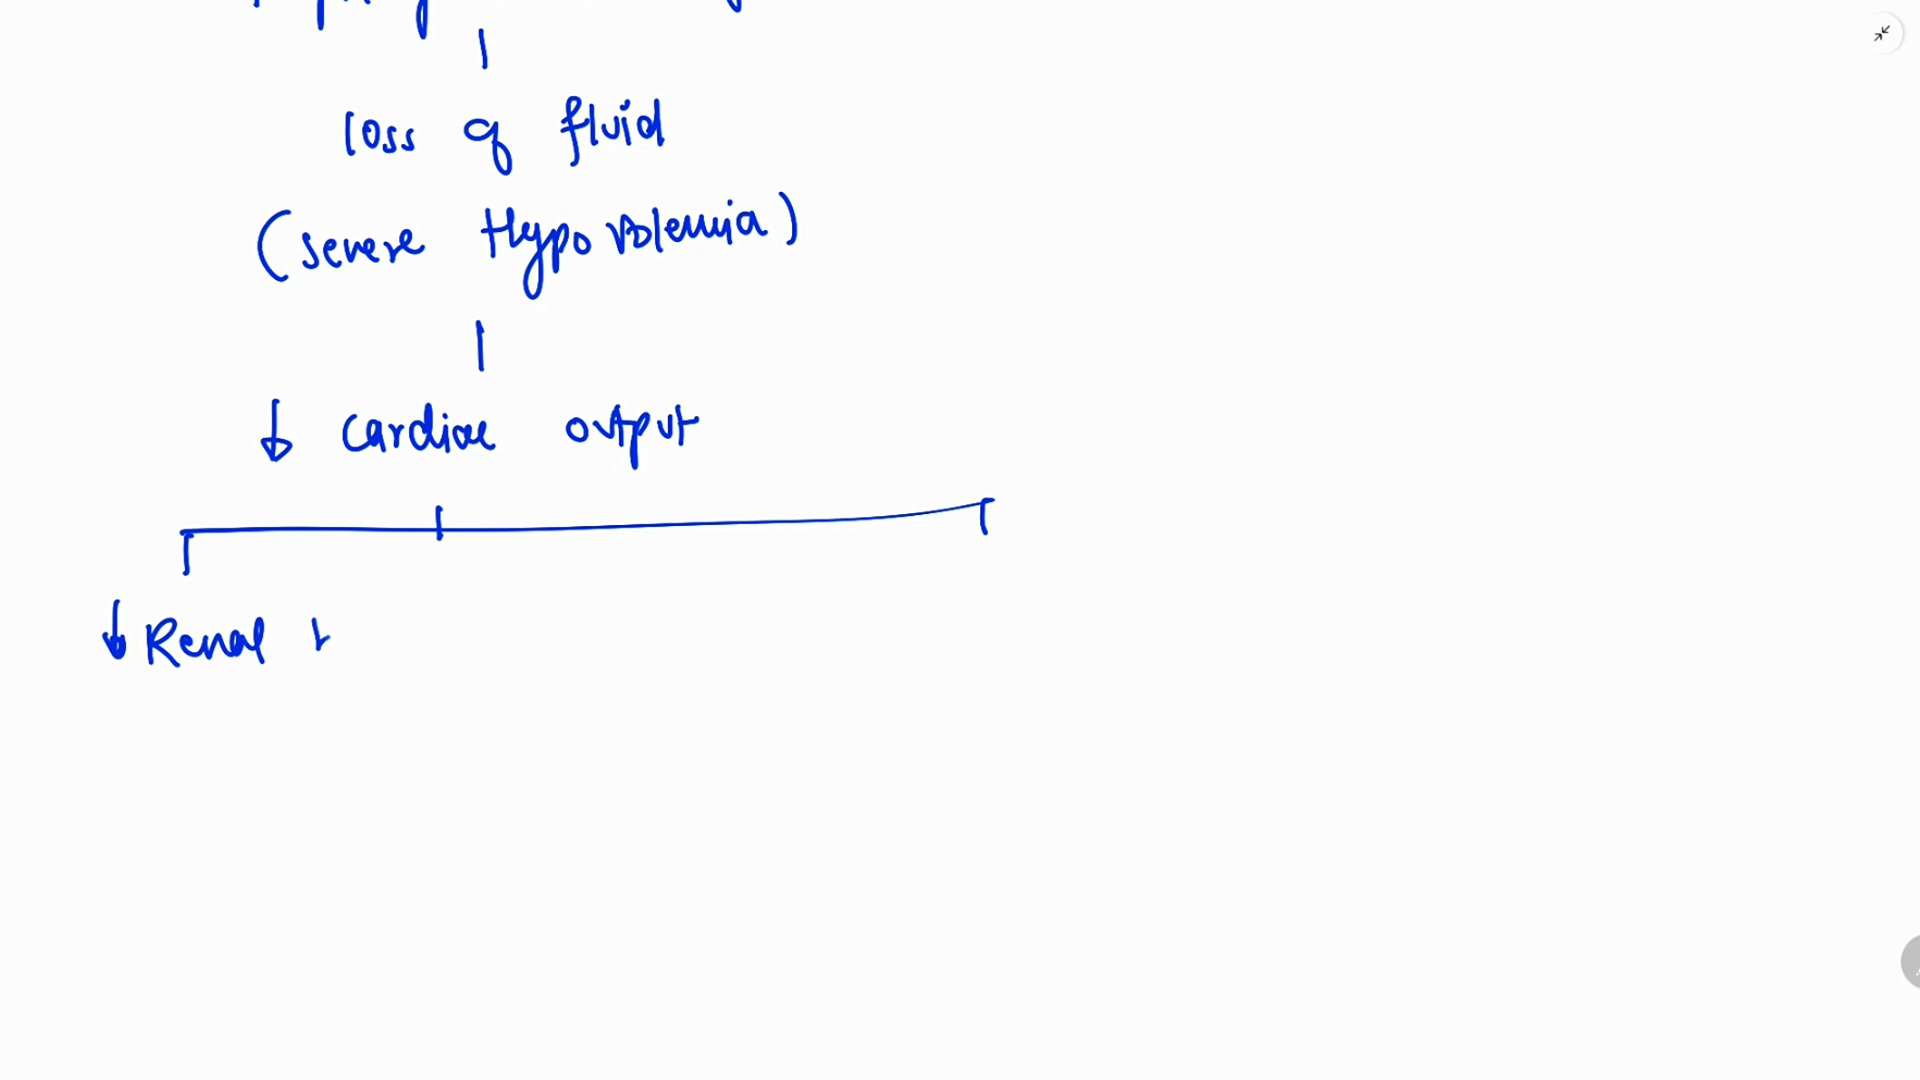 loss of fluid
(severe Hypovolemia)
↓ cardiac output
↓ Renal